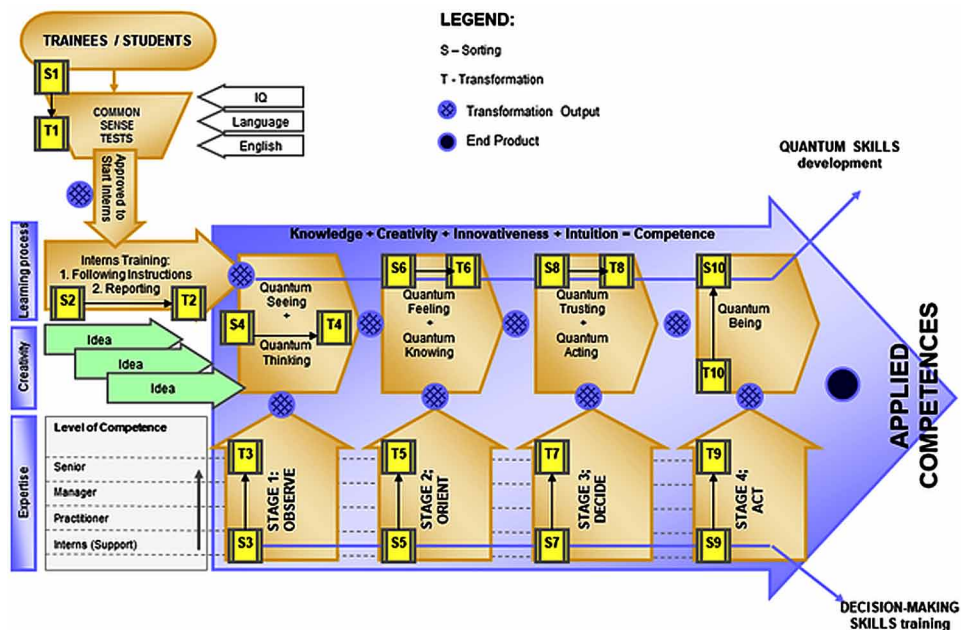 TRAINEES / STUDENTS
S1
T1
COMMON
SENSE
TESTS
IQ
Language
English
LEGEND:
S – Sorting
T - Transformation
Transformation Output
End Product
Approved to
Start Interns
QUANTUM SKILLS
development
Learning process
Interns Training:
1. Following Instructions
2. Reporting
S2
T2
Knowledge + Creativity + Innovativeness + Intuition = Competence
Quantum
Seeing
+
S4
T4
Quantum
Thinking
S6
T6
Quantum
Feeling
+
Quantum
Knowing
S8
T8
Quantum
Trusting
+
Quantum
Acting
S10
Quantum
Being
T10
Creativity
Idea
Idea
Idea
APPLIED
COMPETENCES
Expertise
Level of Competence
Senior
Manager
Practitioner
Interns (Support)
T3
S3
STAGE 1:
OBSERVE
T5
S5
STAGE 2;
ORIENT
T7
S7
STAGE 3;
DECIDE
T9
S9
STAGE 4;
ACT
DECISION-MAKING
SKILLS training